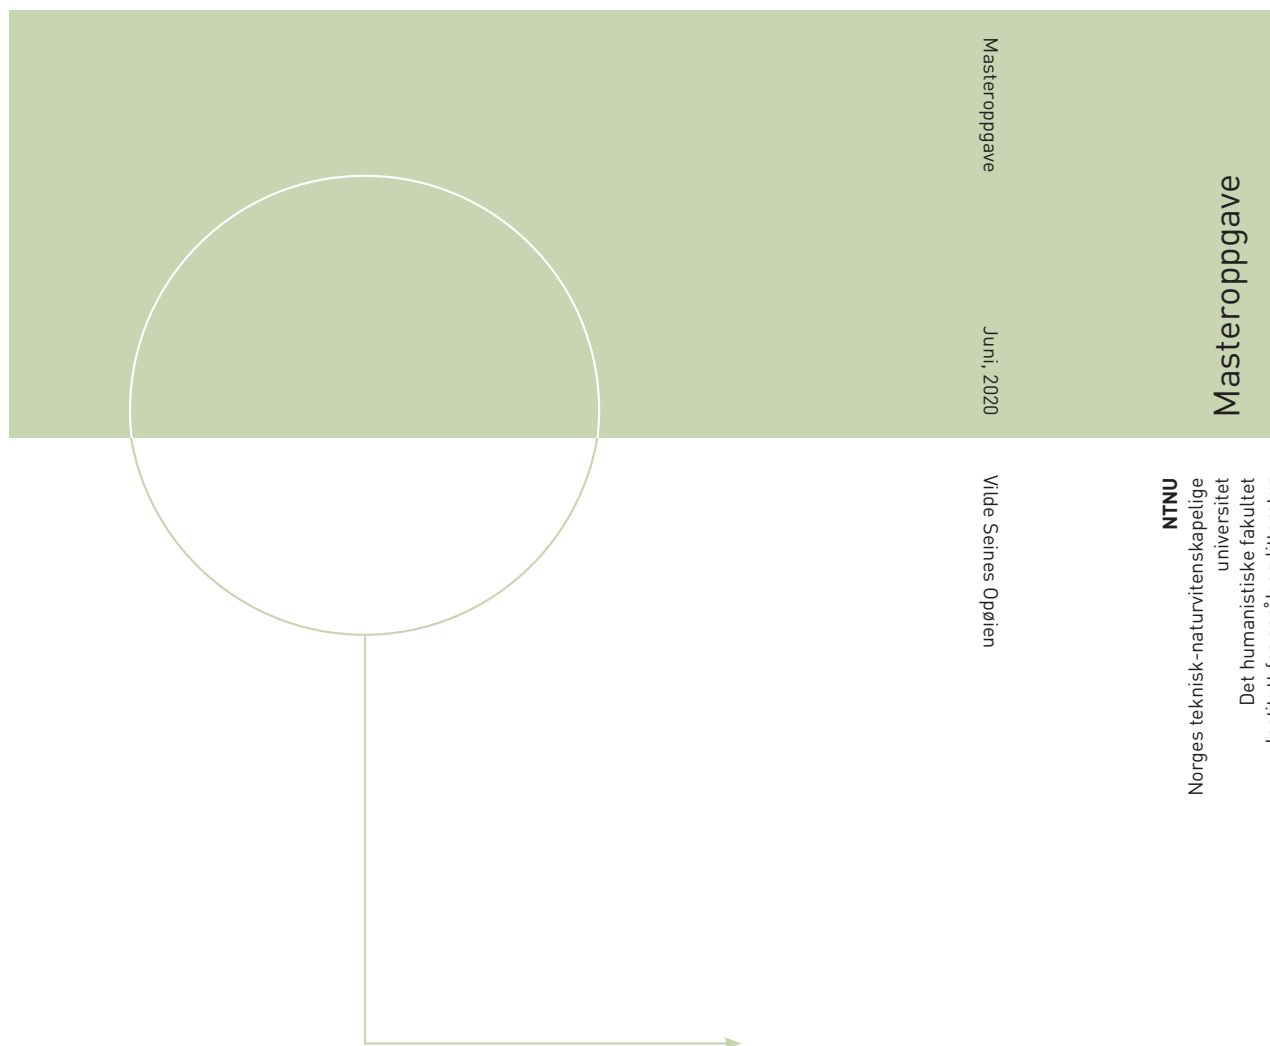 Masteroppgave
Juni, 2020
Vilde Seines Opøien
Masteroppgave
NTNU
Norges teknisk-naturvitenskapelige
universitet
Det humanistiske fakultet